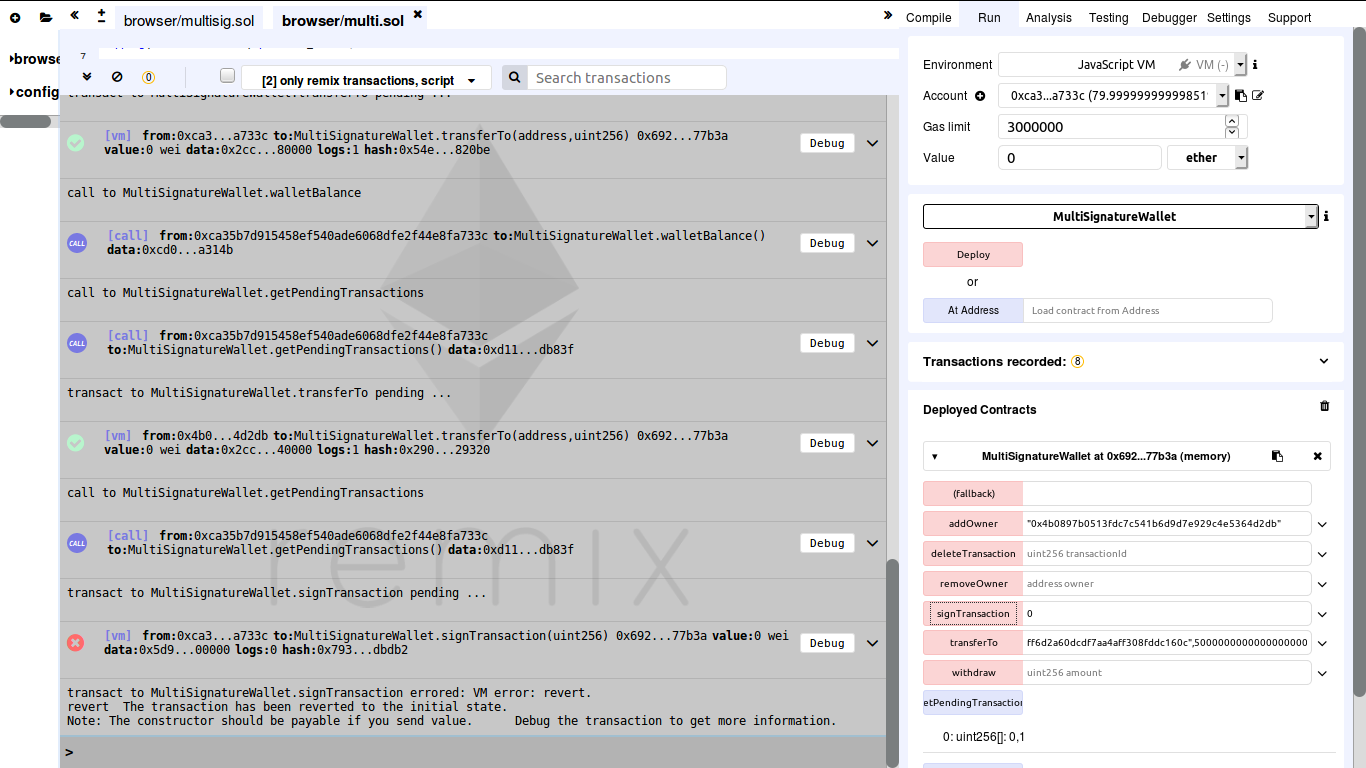 browser/multisig.sol
browser/multi.sol
Compile Run Analysis Testing Debugger Settings Support
browse
config
7
0
[2] only remix transactions, script
Search transactions
transact to MultiSignatureWallet.transferTo pending ...
[vm] from:0xca3...a733c to:MultiSignatureWallet.transferTo(address,uint256) 0x692...77b3a
value:0 wei data:0x2cc...80000 logs:1 hash:0x54e...820be
Debug
call to MultiSignatureWallet.walletBalance
CALL
[call] from:0xca35b7d915458ef540ade6068dfe2f44e8fa733c to:MultiSignatureWallet.walletBalance()
data:0xcd0...a314b
Debug
call to MultiSignatureWallet.getPendingTransactions
CALL
[call] from:0xca35b7d915458ef540ade6068dfe2f44e8fa733c
to:MultiSignatureWallet.getPendingTransactions() data:0xd11...db83f
Debug
transact to MultiSignatureWallet.transferTo pending ...
[vm] from:0x4b0...4d2db to:MultiSignatureWallet.transferTo(address,uint256) 0x692...77b3a
value:0 wei data:0x2cc...40000 logs:1 hash:0x290...29320
Debug
call to MultiSignatureWallet.getPendingTransactions
CALL
[call] from:0xca35b7d915458ef540ade6068dfe2f44e8fa733c
to:MultiSignatureWallet.getPendingTransactions() data:0xd11...db83f
Debug
remix
transact to MultiSignatureWallet.signTransaction pending ...
[vm] from:0xca3...a733c to:MultiSignatureWallet.signTransaction(uint256) 0x692...77b3a value:0 wei
data:0x5d9...00000 logs:0 hash:0x793...dbdb2
Debug
transact to MultiSignatureWallet.signTransaction errored: VM error: revert.
revert The transaction has been reverted to the initial state.
Note: The constructor should be payable if you send value. Debug the transaction to get more information.
>
Environment JavaScript VM VM (-)
Account 0xca3...a733c (79.99999999999851
Gas limit 3000000
Value 0 ether
MultiSignatureWallet
Deploy
or
At Address Load contract from Address
Transactions recorded: 8
Deployed Contracts
MultiSignatureWallet at 0x692...77b3a (memory)
(fallback)
addOwner "0x4b0897b0513fdc7c541b6d9d7e929c4e5364d2db"
deleteTransaction uint256 transactionId
removeOwner address owner
signTransaction 0
transferTo ff6d2a60dcdf7aa4aff308fddc160c",5000000000000000000
withdraw uint256 amount
etPendingTransaction
0: uint256[]: 0,1